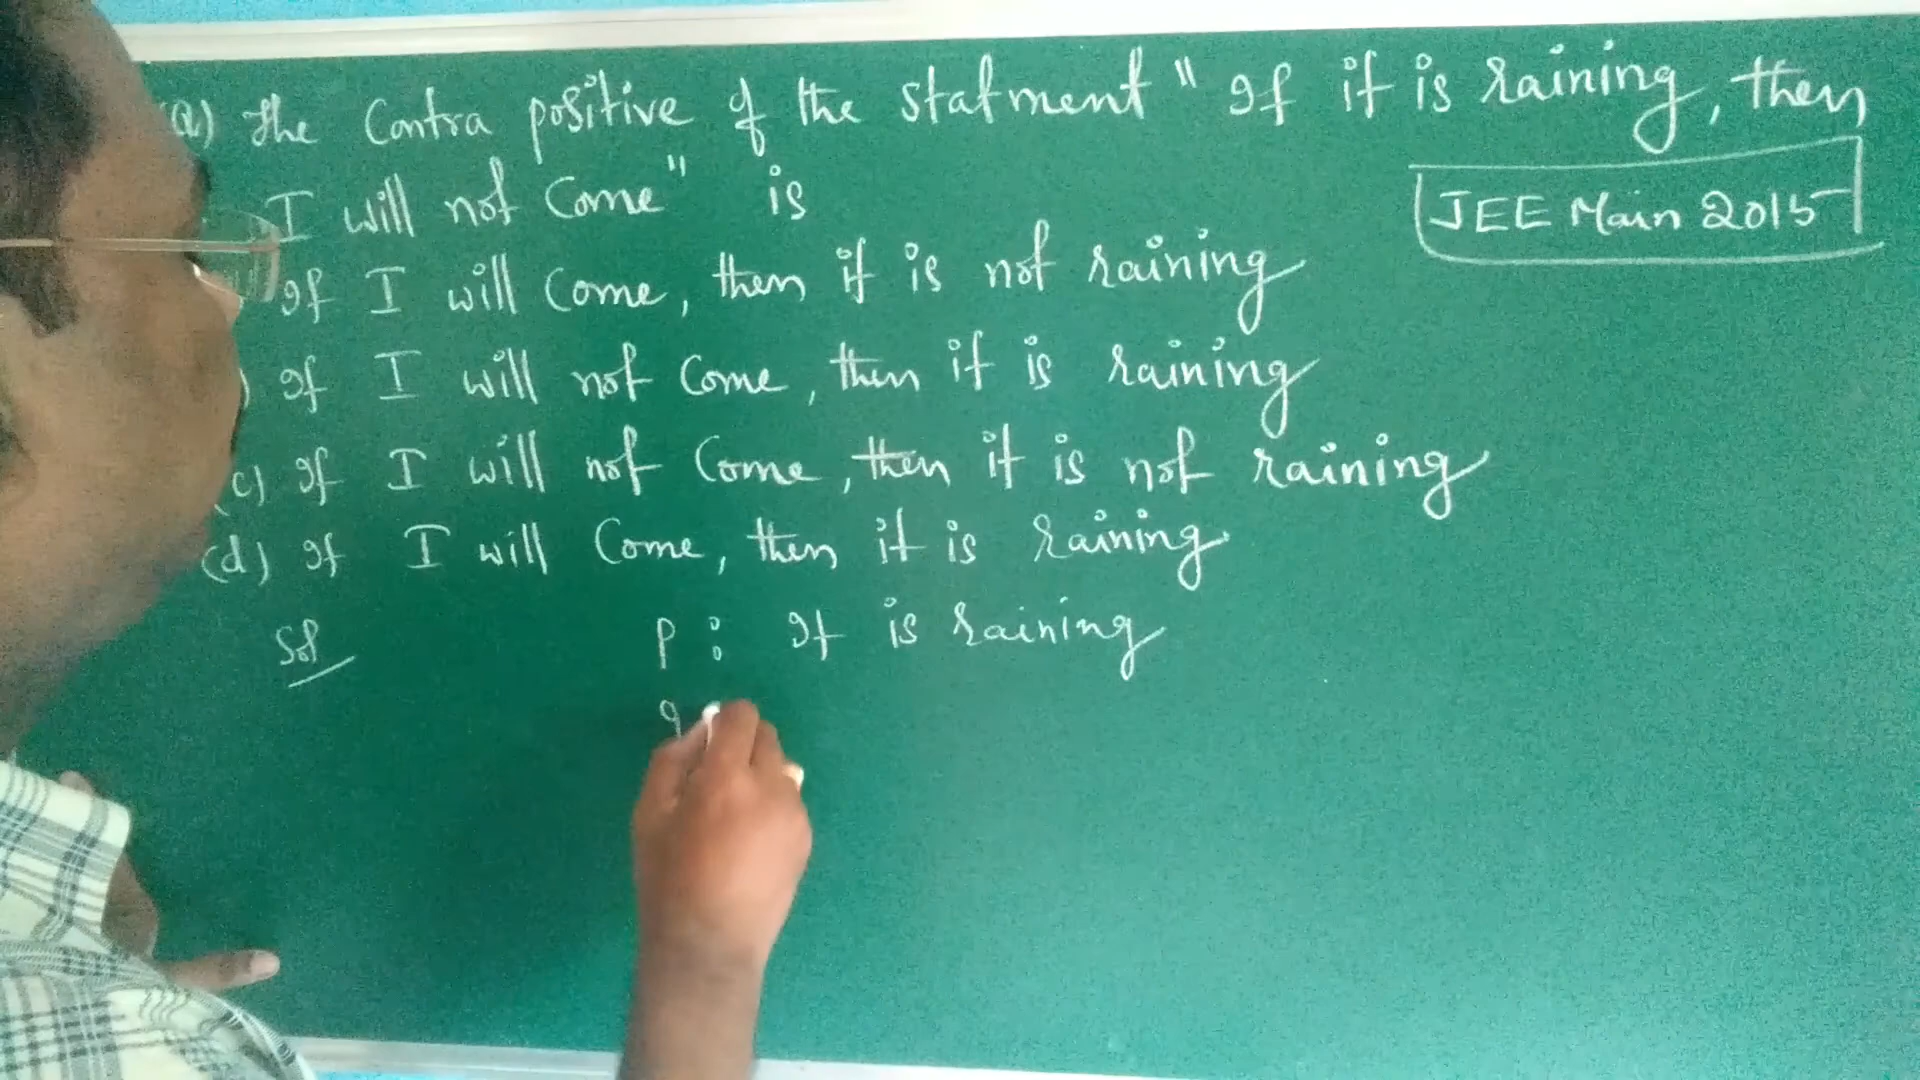 (Q) The Contra positive of the statment "If it is raining, then
I will not Come" is
JEE Main 2015
If I will Come, then it is not raining
) If I will not Come, then it is raining
(c) If I will not Come, then it is not raining
(d) If I will Come, then it is raining.
Sol
P : It is raining
q